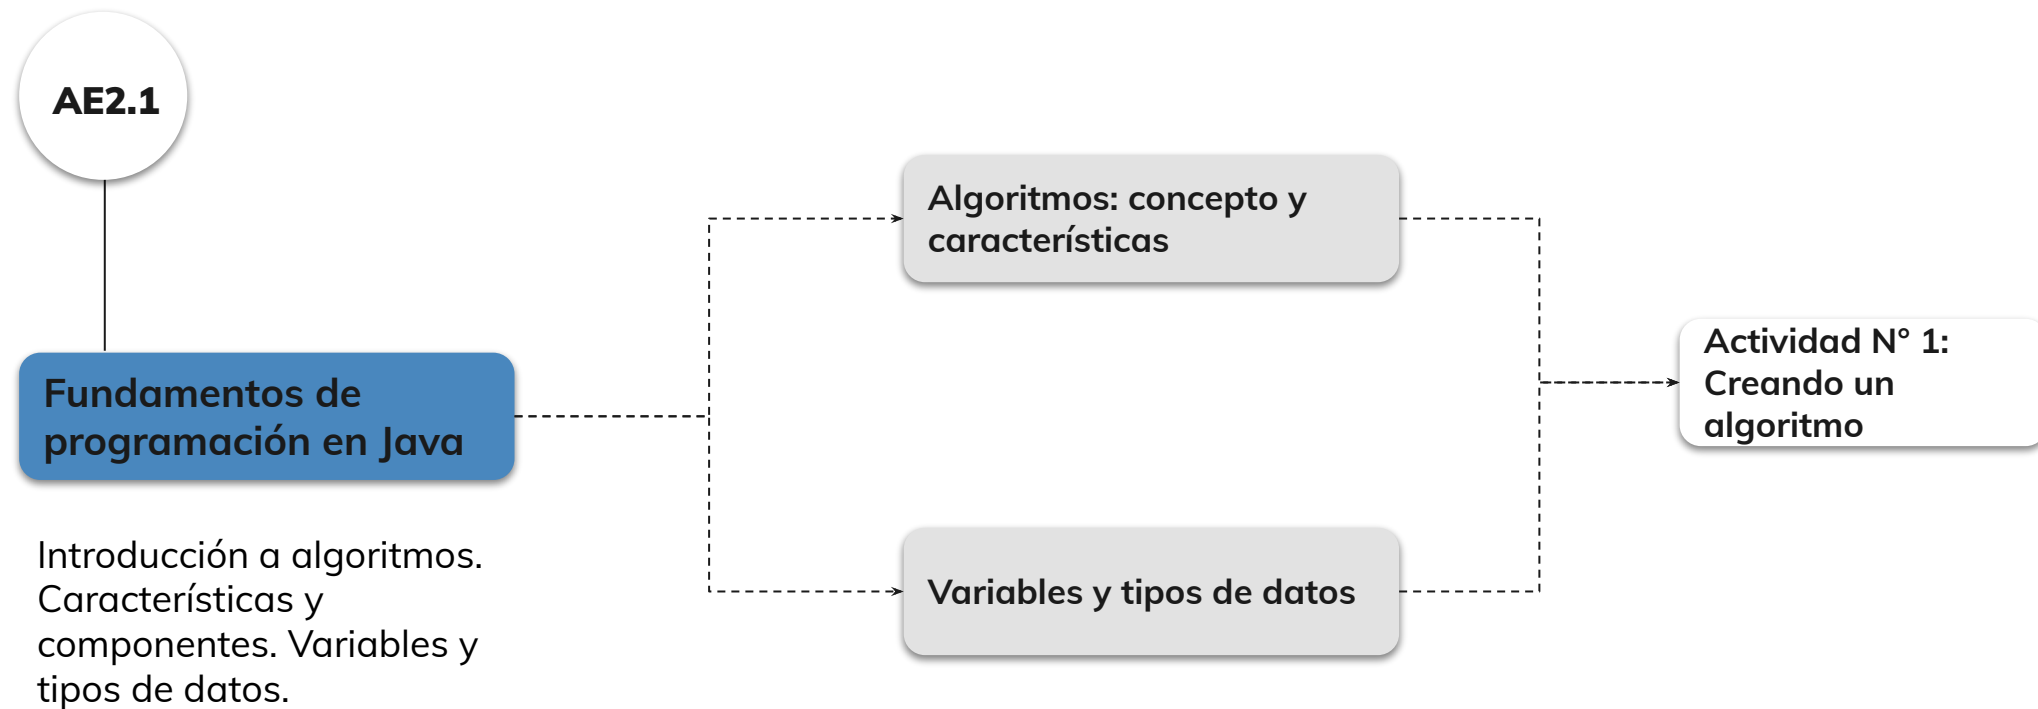 AE2.1
Fundamentos de
programación en Java
Introducción a algoritmos.
Características y
componentes. Variables y
tipos de datos.
Algoritmos: concepto y
características
Variables y tipos de datos
Actividad N° 1:
Creando un
algoritmo